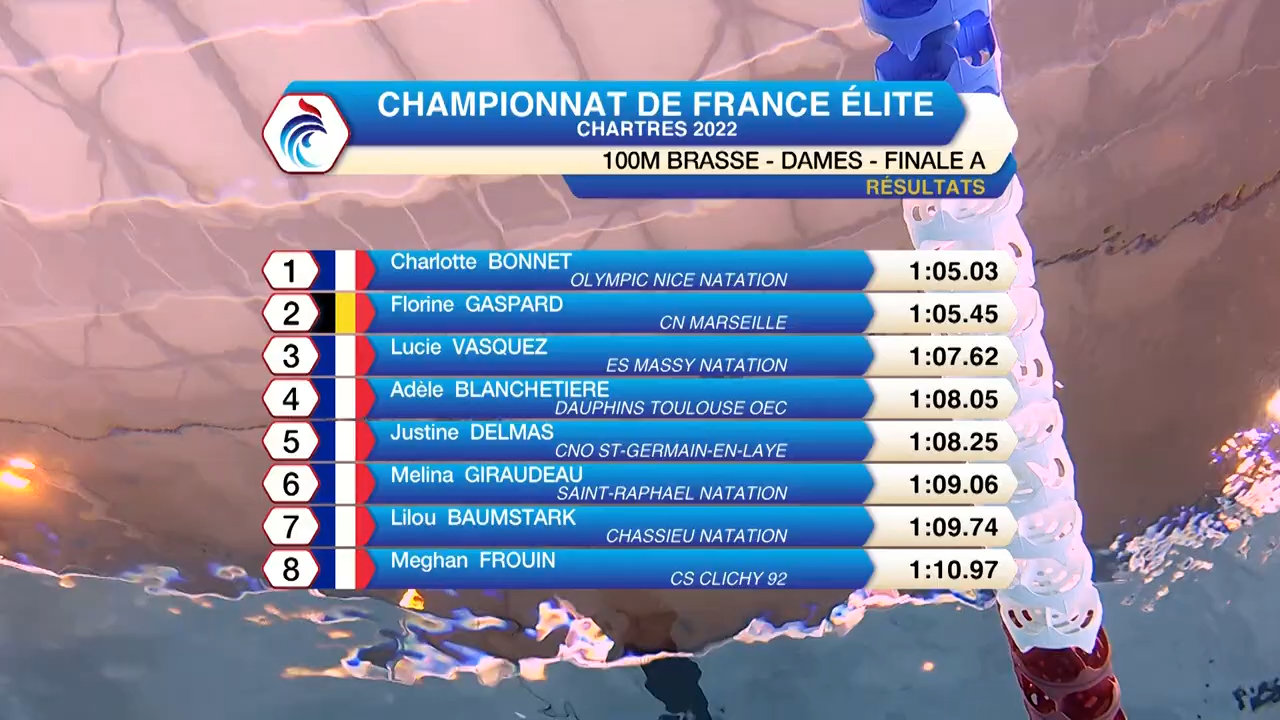 CHAMPIONNAT DE FRANCE ÉLITE
CHARTRES 2022
100M BRASSE - DAMES - FINALE A
RÉSULTATS
1 Charlotte BONNET OLYMPIC NICE NATATION 1:05.03
2 Florine GASPARD CN MARSEILLE 1:05.45
3 Lucie VASQUEZ ES MASSY NATATION 1:07.62
4 Adèle BLANCHETIERE DAUPHINS TOULOUSE OEC 1:08.05
5 Justine DELMAS CNO ST-GERMAIN-EN-LAYE 1:08.25
6 Melina GIRAUDEAU SAINT-RAPHAEL NATATION 1:09.06
7 Lilou BAUMSTARK CHASSIEU NATATION 1:09.74
8 Meghan FROUIN CS CLICHY 92 1:10.97